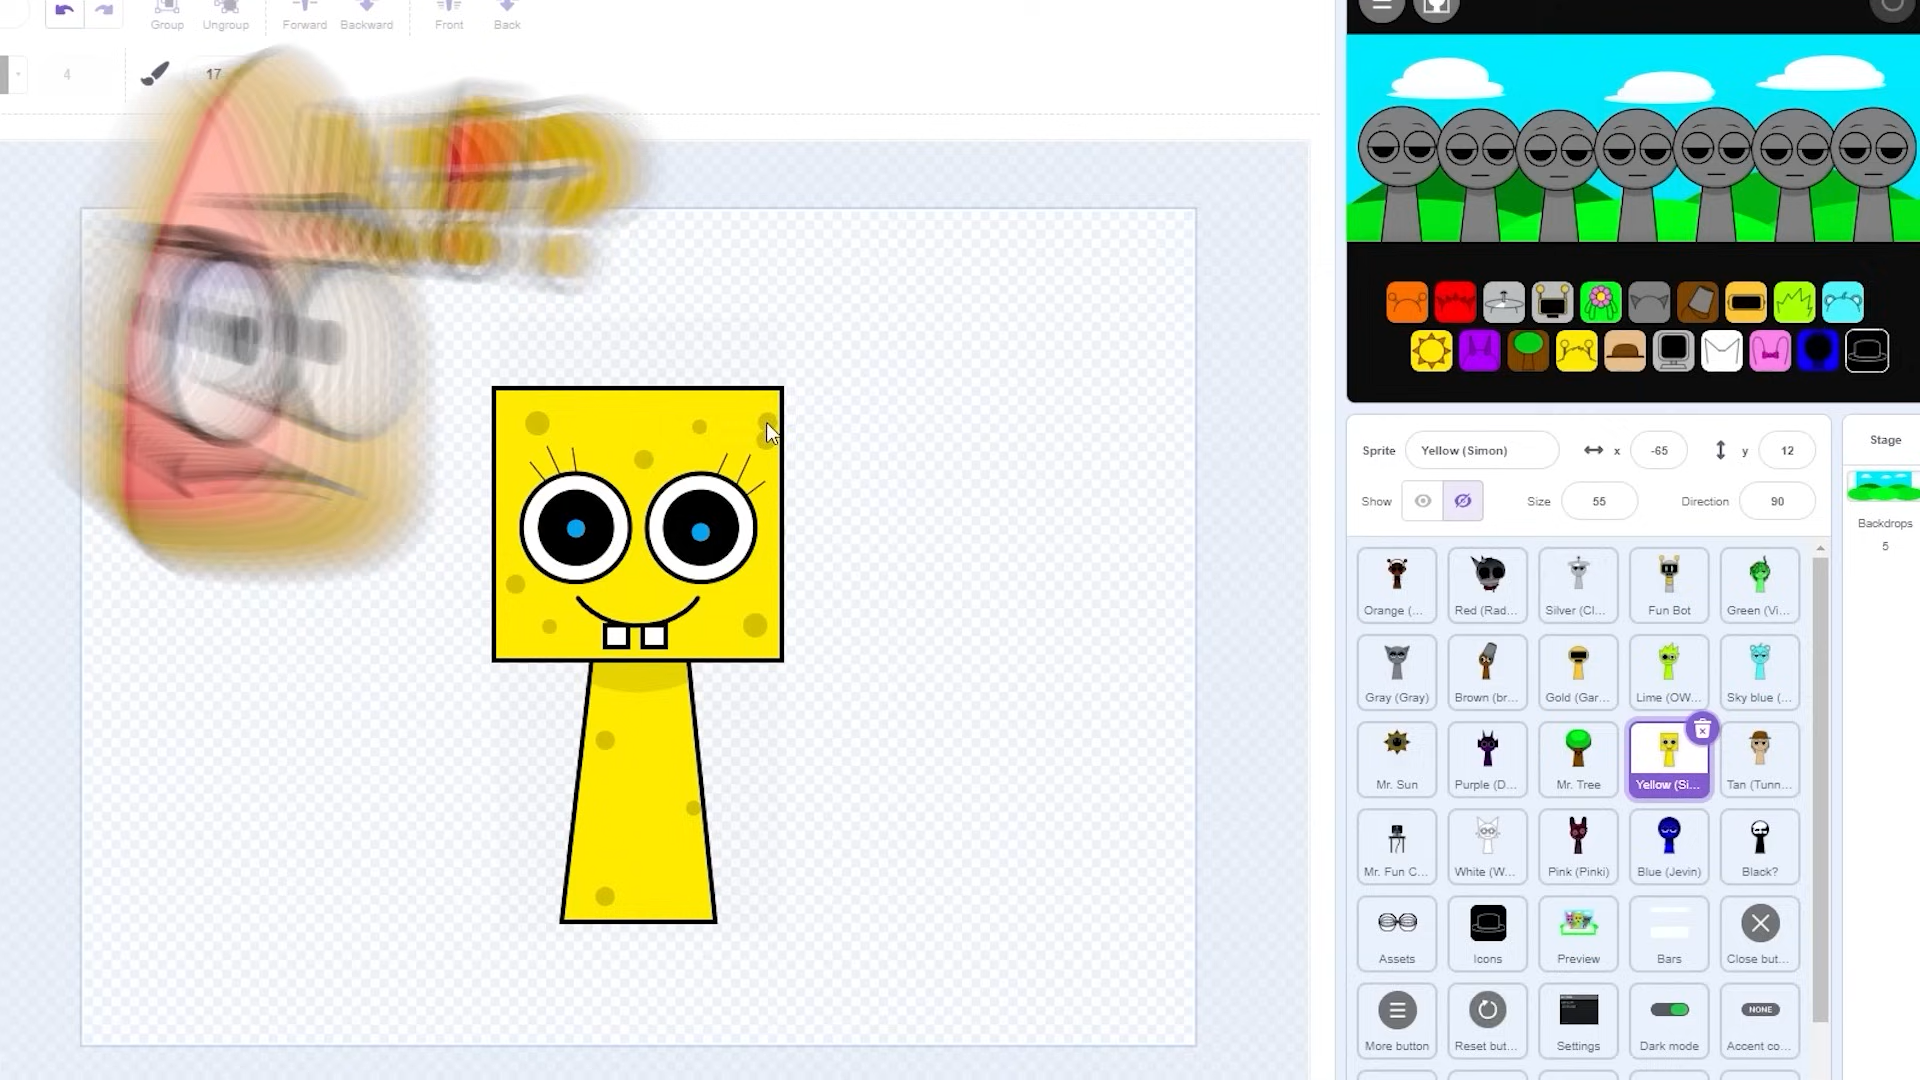 Group Ungroup Forward Backward Front Back
4 17
Sprite Yellow (Simon) x -65 y 12
Show Size 55 Direction 90
Stage
Backdrops
5
Orange (... Red (Rad... Silver (Cl... Fun Bot Green (Vi...
Gray (Gray) Brown (br... Gold (Gar... Lime (OW... Sky blue (...
Mr. Sun Purple (D... Mr. Tree Yellow (Si... Tan (Tunn...
Mr. Fun C... White (W... Pink (Pinki) Blue (Jevin) Black?
Assets Icons Preview Bars Close but...
NONE
More button Reset but... Settings Dark mode Accent co...